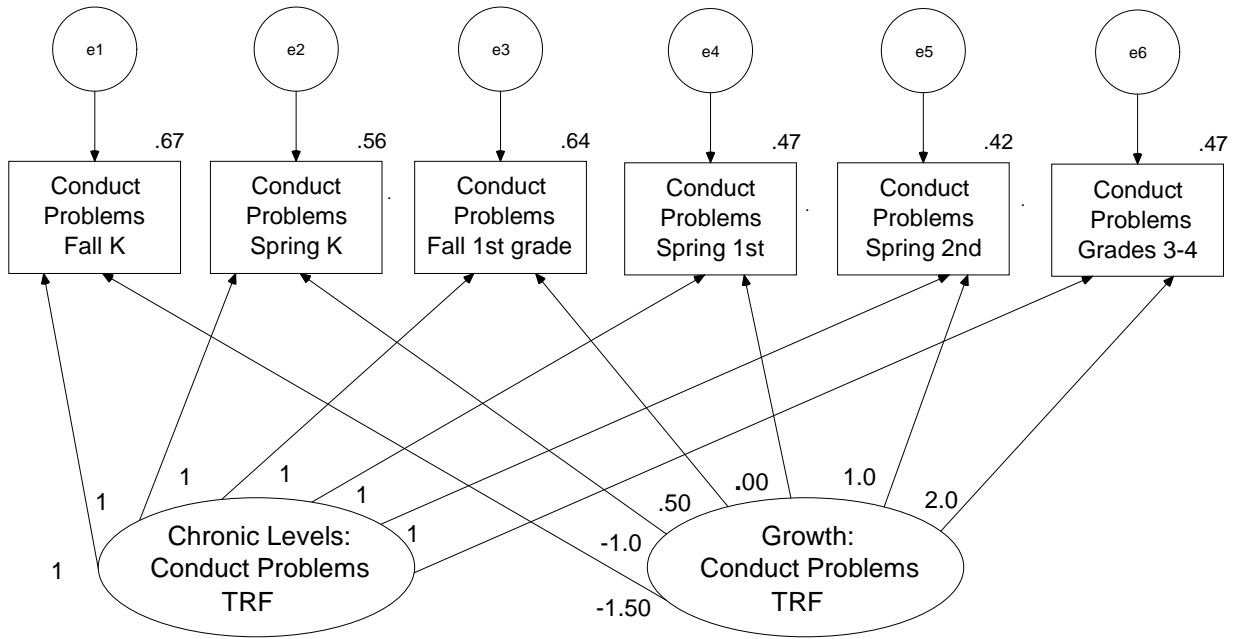 e1
e2
e3
e4
e5
e6
.67
.56
.64
.47
.42
.47
Conduct
Problems
Fall K
Conduct
Problems
Spring K
Conduct
Problems
Fall 1st grade
Conduct
Problems
Spring 1st
Conduct
Problems
Spring 2nd
Conduct
Problems
Grades 3-4
1
1
1
1
1
1
-1.50
-1.0
.50
.00
1.0
2.0
Chronic Levels:
Conduct Problems
TRF
Growth:
Conduct Problems
TRF